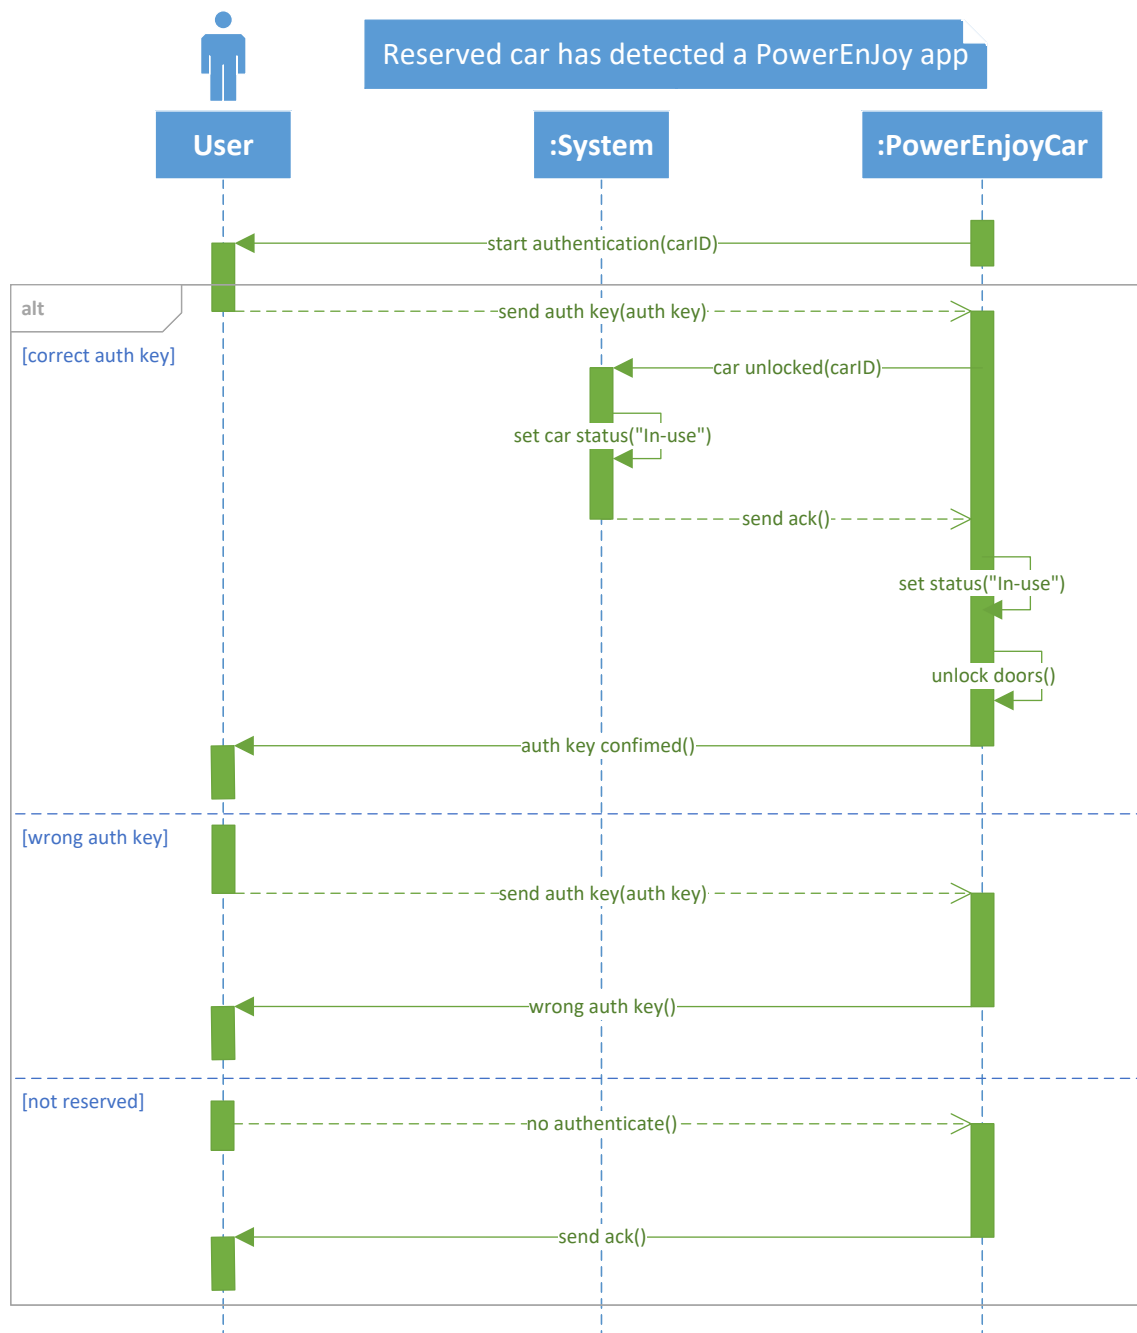 Reserved car has detected a PowerEnJoy app
User
:System
:PowerEnjoyCar
start authentication(carID)
alt
send auth key(auth key)
[correct auth key]
car unlocked(carID)
set car status("In-use")
send ack()
set status("In-use")
unlock doors()
auth key confimed()
[wrong auth key]
send auth key(auth key)
wrong auth key()
[not reserved]
no authenticate()
send ack()